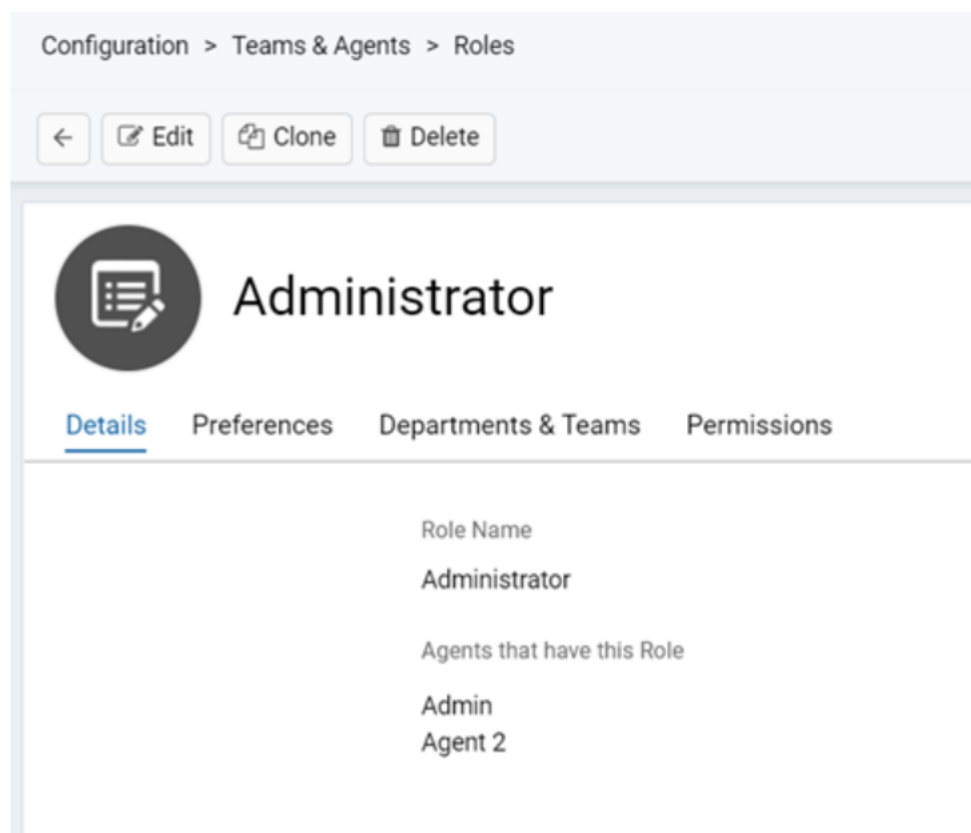 Configuration > Teams & Agents > Roles
Edit Clone Delete
Administrator
Details Preferences Departments & Teams Permissions
Role Name
Administrator
Agents that have this Role
Admin
Agent 2